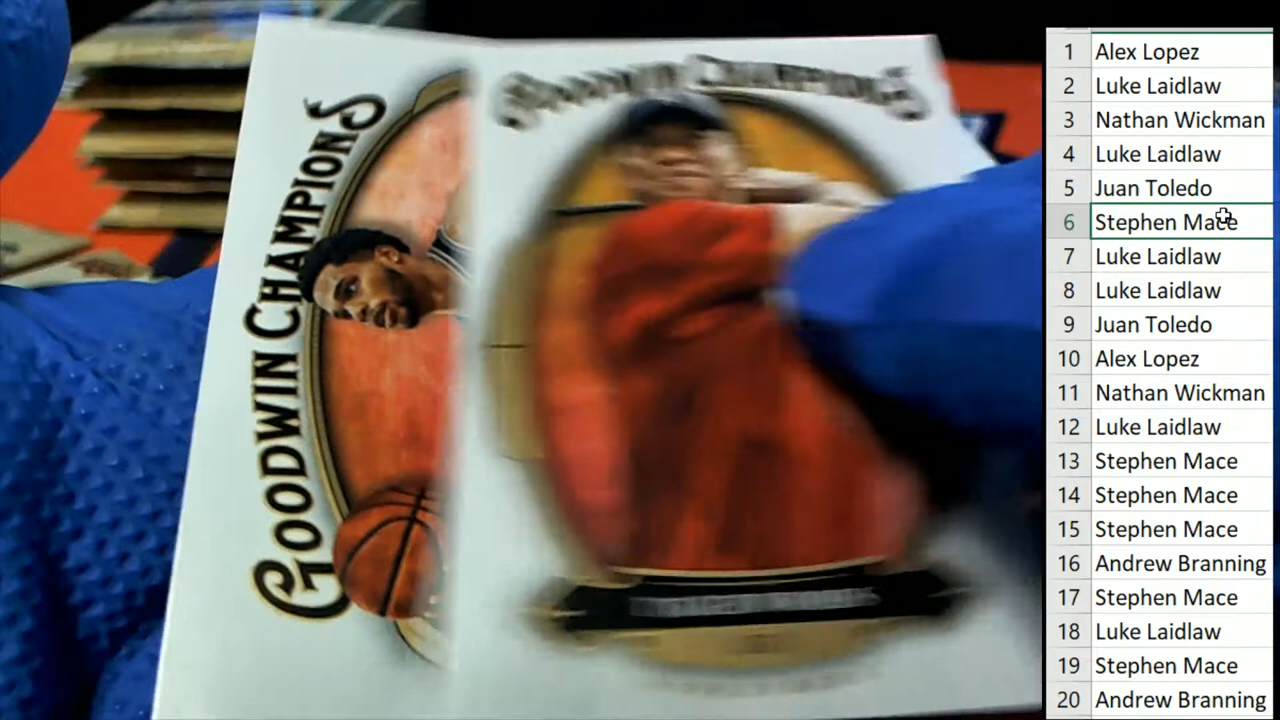 GOODWIN CHAMPIONS
GOODWIN CHAMPIONS
1 Alex Lopez
2 Luke Laidlaw
3 Nathan Wickman
4 Luke Laidlaw
5 Juan Toledo
6 Stephen Mace
7 Luke Laidlaw
8 Luke Laidlaw
9 Juan Toledo
10 Alex Lopez
11 Nathan Wickman
12 Luke Laidlaw
13 Stephen Mace
14 Stephen Mace
15 Stephen Mace
16 Andrew Branning
17 Stephen Mace
18 Luke Laidlaw
19 Stephen Mace
20 Andrew Branning